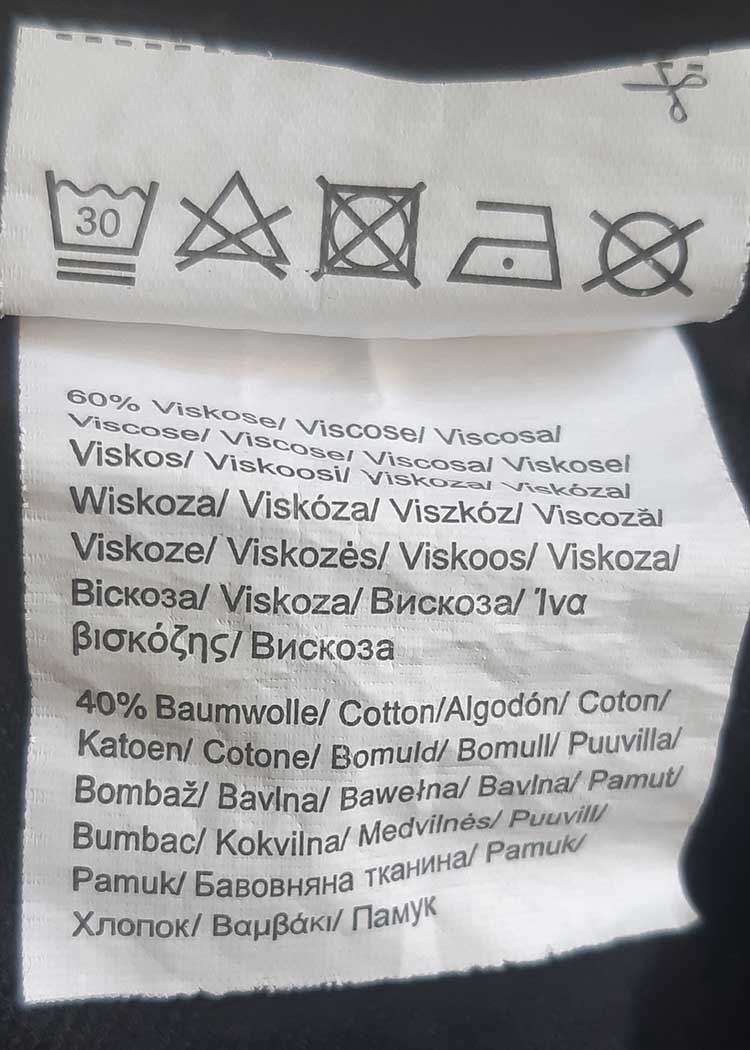 30
60% Viskose/ Viscose/ Viscosa/
Viscose/ Viscose/ Viscosa/ Viskose/
Viskos/ Viskoosi/ Viskoza/ Viskóza/
Wiskoza/ Viskóza/ Viszkóz/ Viscoză/
Viskoze/ Viskozės/ Viskoos/ Viskoza/
Віскоза/ Viskoza/ Вискоза/ Ίνα
βισκόζης/ Вискоза
40% Baumwolle/ Cotton/Algodón/ Coton/
Katoen/ Cotone/ Bomuld/ Bomull/ Puuvilla/
Bombaž/ Bavlna/ Bawełna/ Bavlna/ Pamut/
Bumbac/ Kokvilna/ Medvilnės/ Puuvill/
Pamuk/ Бавовняна тканина/ Pamuk/
Хлопок/ Βαμβάκι/ Памук